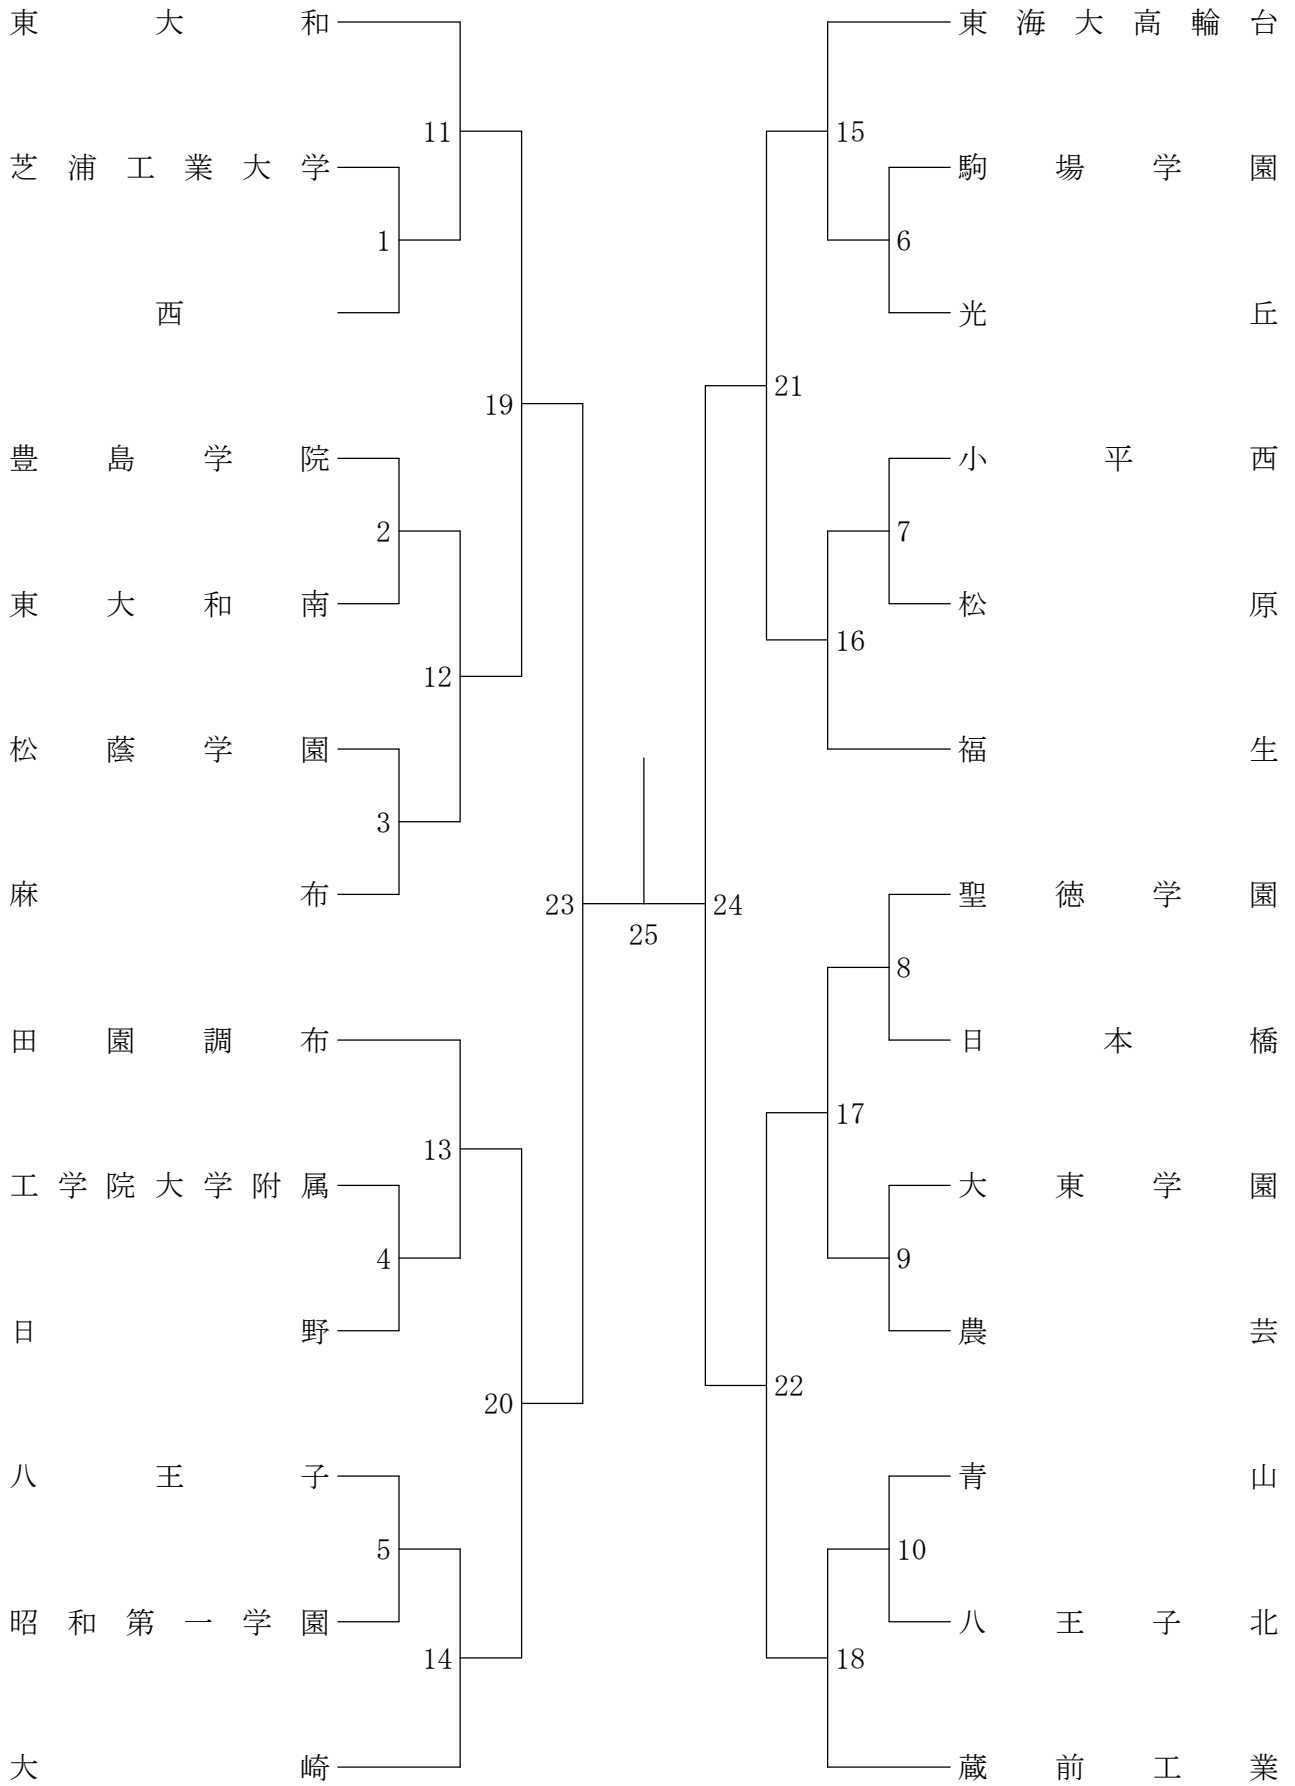 東大和
11
芝浦工業大学
1
西
19
豊島学院
2
東大和南
12
松蔭学園
3
麻布
23
25
田園調布
13
工学院大学附属
4
日野
20
八王子
5
昭和第一学園
14
大崎
東海大高輪台
15
駒場学園
6
光丘
21
小平西
7
松原
16
福生
24
聖徳学園
8
日本橋
17
大東学園
9
農芸
22
青山
10
八王子北
18
蔵前工業